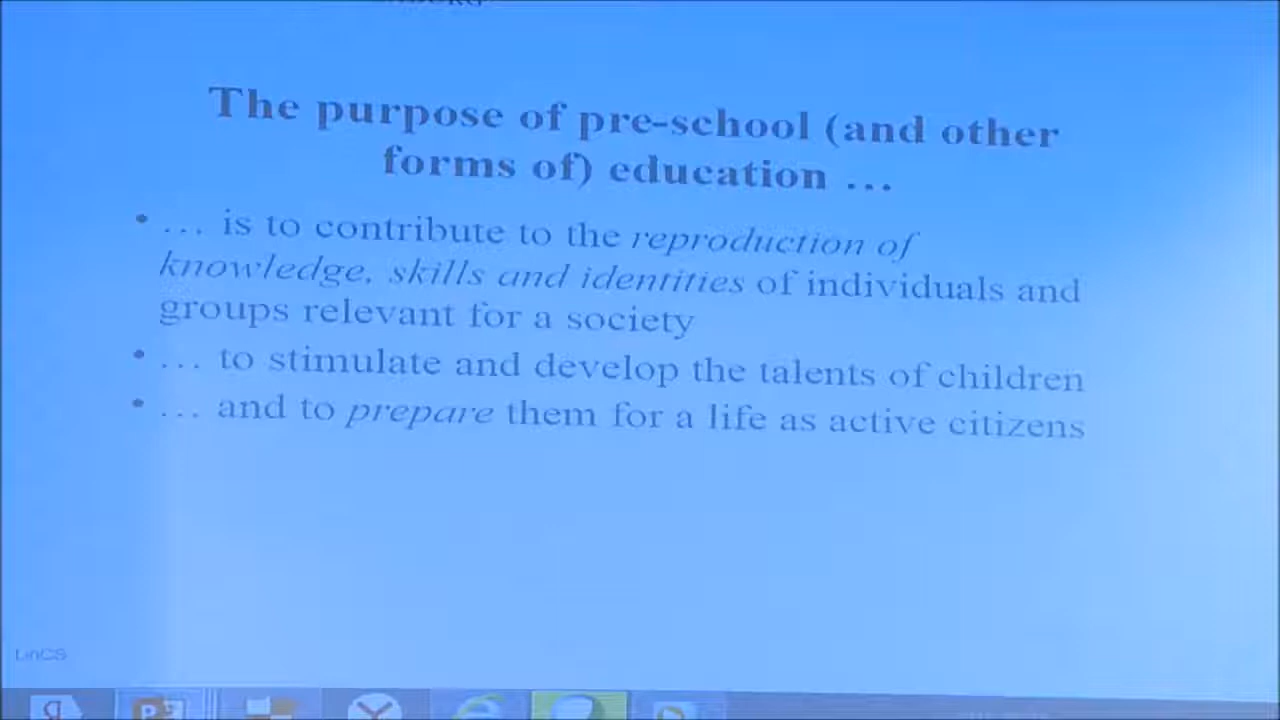 The purpose of pre-school (and other
forms of) education ...
• ... is to contribute to the reproduction of
knowledge, skills and identities of individuals and
groups relevant for a society
• ... to stimulate and develop the talents of children
• ... and to prepare them for a life as active citizens
LinCS